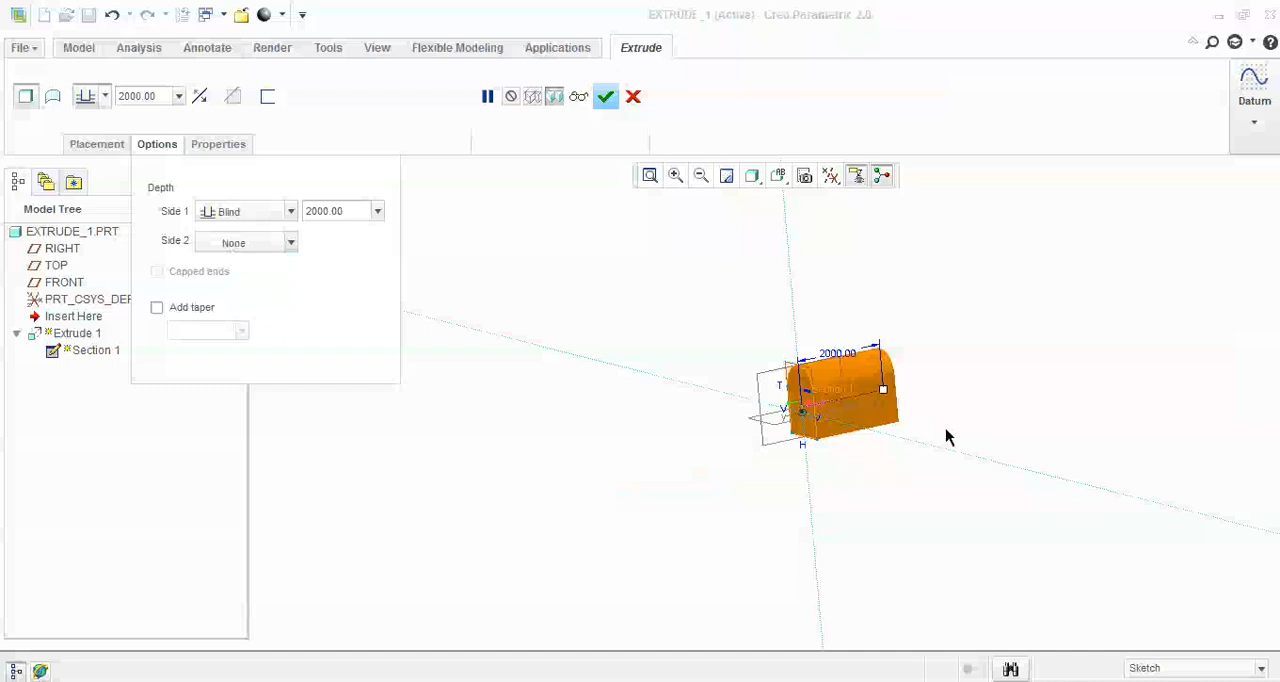 EXTRUDE_1 (Active) - Creo Parametric 2.0
File Model Analysis Annotate Render Tools View Flexible Modeling Applications Extrude
2000.00
Datum
Placement Options Properties
Depth
Side 1 Blind 2000.00
Side 2 None
Capped ends
Add taper
Model Tree
EXTRUDE_1.PRT
RIGHT
TOP
FRONT
PRT_CSYS_DEF
Insert Here
*Extrude 1
*Section 1
2000.00
T
V
H
Sketch